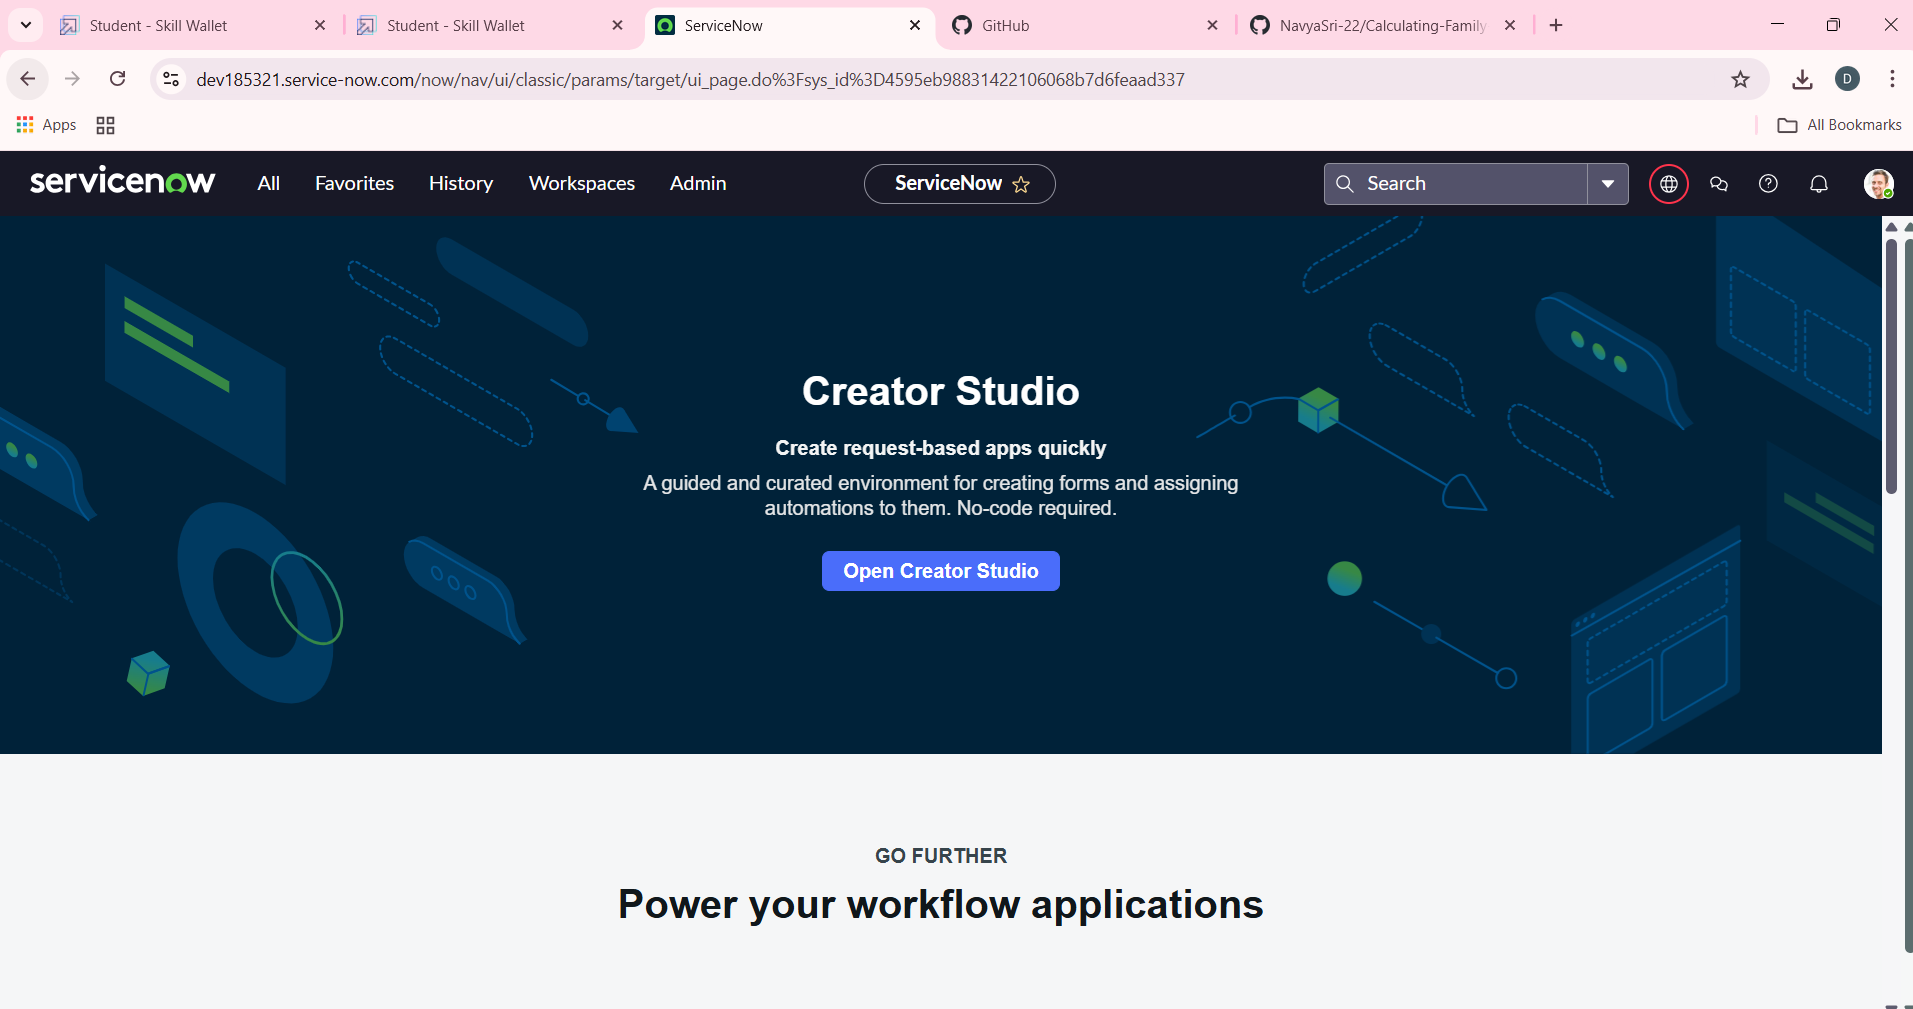 Student - Skill Wallet
Student - Skill Wallet
ServiceNow
GitHub
NavyaSri-22/Calculating-Family
dev185321.service-now.com/now/nav/ui/classic/params/target/ui_page.do%3Fsys_id%3D4595eb98831422106068b7d6feaad337
D
Apps
All Bookmarks
servicenow
All
Favorites
History
Workspaces
Admin
ServiceNow
Search
Creator Studio
Create request-based apps quickly
A guided and curated environment for creating forms and assigning
automations to them. No-code required.
Open Creator Studio
GO FURTHER
Power your workflow applications